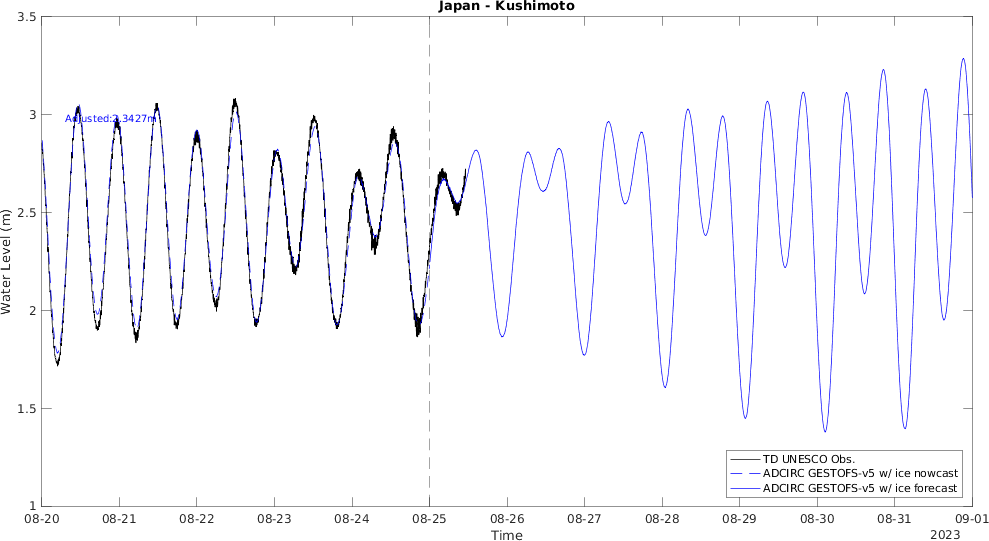 Japan - Kushimoto
3.5
3
2.5
2
1.5
1
Water Level (m)
Adjusted:2.3427m
TD UNESCO Obs.
ADCIRC GESTOFS-v5 w/ ice nowcast
ADCIRC GESTOFS-v5 w/ ice forecast
08-20 08-21 08-22 08-23 08-24 08-25 08-26 08-27 08-28 08-29 08-30 08-31 09-01
Time
2023